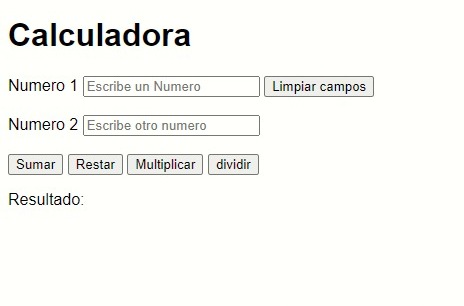 Calculadora
Numero 1 Escribe un Numero Limpiar campos
Numero 2 Escribe otro numero
Sumar Restar Multiplicar dividir
Resultado: